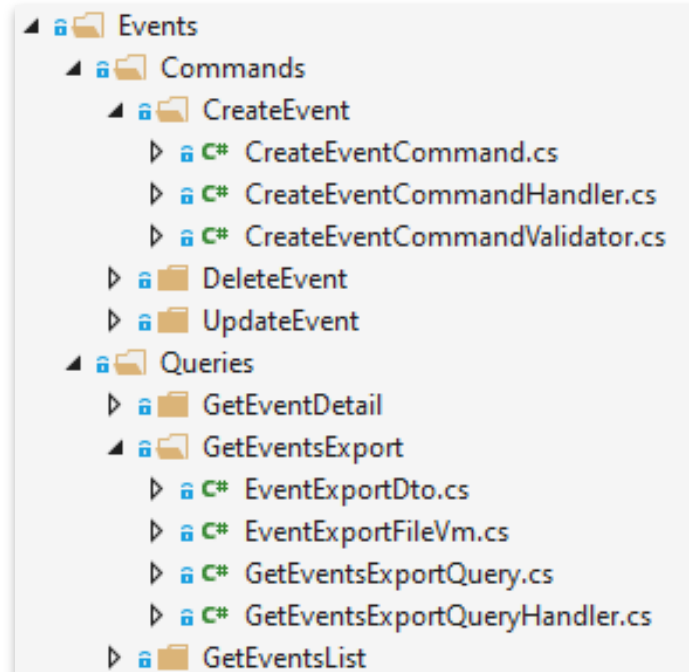 Events
Commands
CreateEvent
C# CreateEventCommand.cs
C# CreateEventCommandHandler.cs
C# CreateEventCommandValidator.cs
DeleteEvent
UpdateEvent
Queries
GetEventDetail
GetEventsExport
C# EventExportDto.cs
C# EventExportFileVm.cs
C# GetEventsExportQuery.cs
C# GetEventsExportQueryHandler.cs
GetEventsList